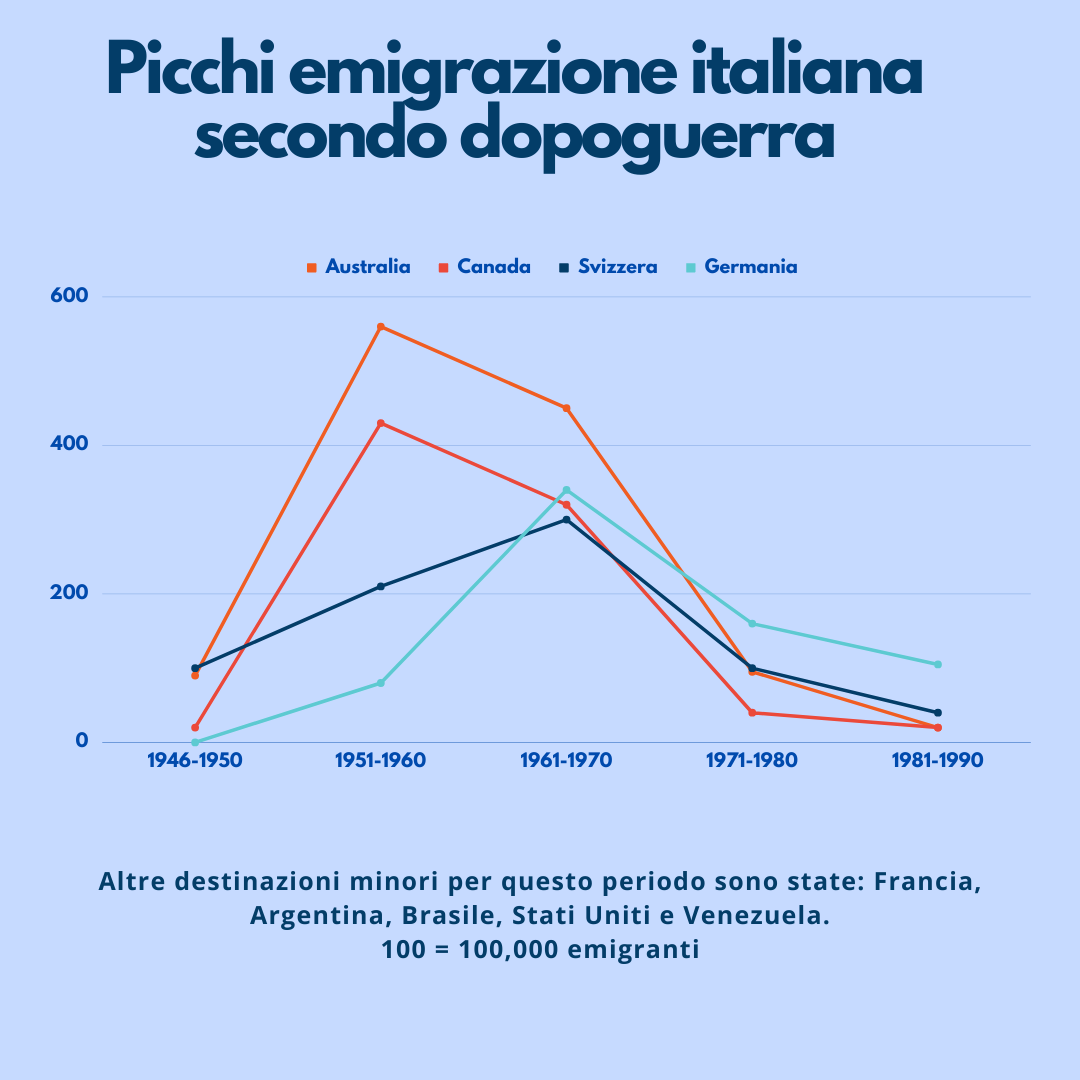 Picchi emigrazione italiana
secondo dopoguerra
Australia Canada Svizzera Germania
600
400
200
0
1946-1950 1951-1960 1961-1970 1971-1980 1981-1990
Altre destinazioni minori per questo periodo sono state: Francia,
Argentina, Brasile, Stati Uniti e Venezuela.
100 = 100,000 emigranti